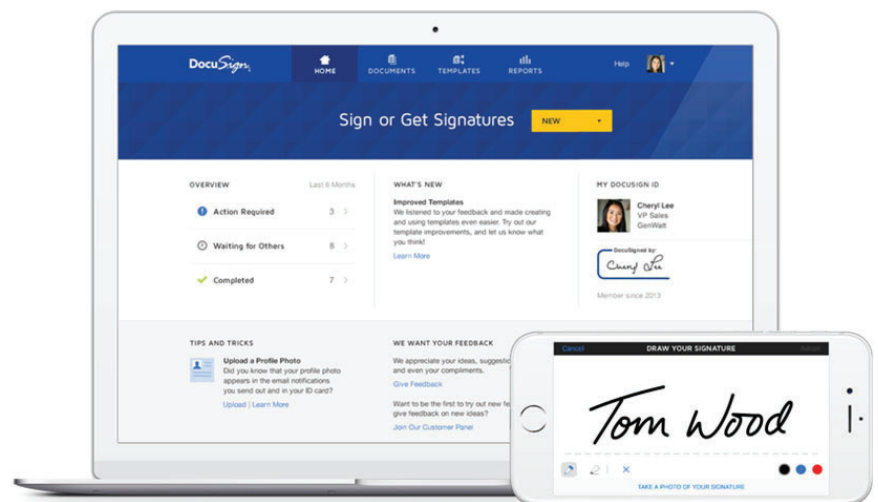 DocuSign
HOME
DOCUMENTS
TEMPLATES
REPORTS
Help
Sign or Get Signatures
NEW
OVERVIEW
Last 6 Months
Action Required
3
Waiting for Others
8
Completed
7
WHAT'S NEW
Improved Templates
We listened to your feedback and made creating
and using templates even easier. Try out our
template improvements, and let us know what
you think!
Learn More
MY DOCUSIGN ID
Cheryl Lee
VP Sales
GenWatt
DocuSigned by:
Cheryl Lee
Member since 2013
TIPS AND TRICKS
Upload a Profile Photo
Did you know that your profile photo
appears in the email notifications
you send out and in your ID card?
Upload | Learn More
WE WANT YOUR FEEDBACK
We appreciate your ideas,
and even your compliments.
Give Feedback
Want to be the first to try out new
give feedback on new ideas?
Join Our Customer Panel
Cancel
DRAW YOUR SIGNATURE
Adopt
Tom Wood
TAKE A PHOTO OF YOUR SIGNATURE